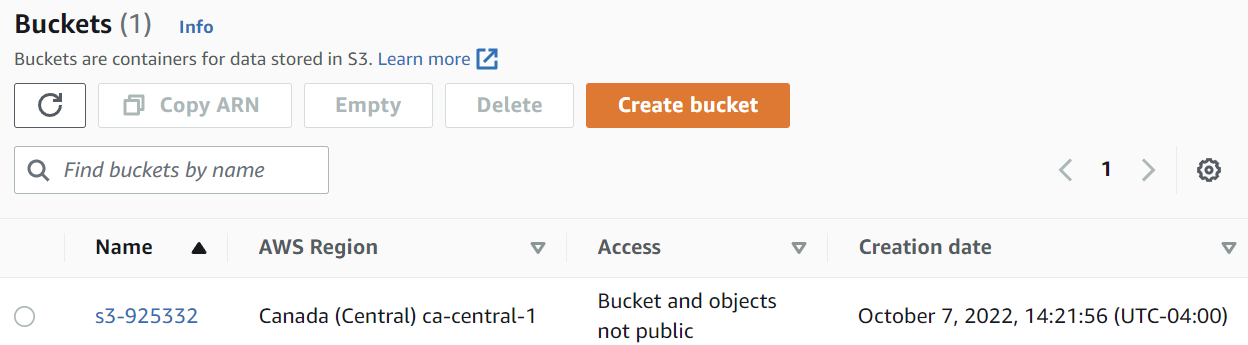 Buckets (1) Info
Buckets are containers for data stored in S3. Learn more
Copy ARN Empty Delete Create bucket
Find buckets by name 1
Name AWS Region Access Creation date
s3-925332 Canada (Central) ca-central-1 Bucket and objects not public October 7, 2022, 14:21:56 (UTC-04:00)